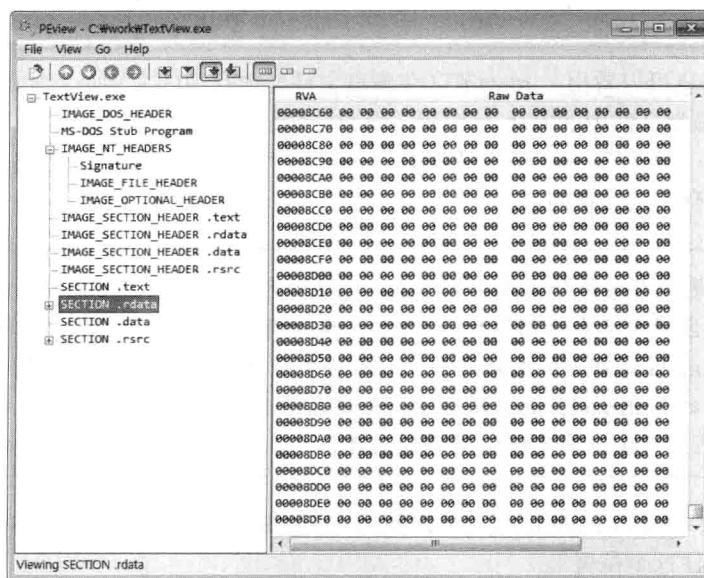 PEview - C:₩work₩TextView.exe
File View Go Help
TextView.exe
IMAGE_DOS_HEADER
MS-DOS Stub Program
IMAGE_NT_HEADERS
Signature
IMAGE_FILE_HEADER
IMAGE_OPTIONAL_HEADER
IMAGE_SECTION_HEADER .text
IMAGE_SECTION_HEADER .rdata
IMAGE_SECTION_HEADER .data
IMAGE_SECTION_HEADER .rsrc
SECTION .text
SECTION .rdata
SECTION .data
SECTION .rsrc
RVA Raw Data
00008C60 00 00 00 00 00 00 00 00 00 00 00 00 00 00 00 00
00008C70 00 00 00 00 00 00 00 00 00 00 00 00 00 00 00 00
00008C80 00 00 00 00 00 00 00 00 00 00 00 00 00 00 00 00
00008C90 00 00 00 00 00 00 00 00 00 00 00 00 00 00 00 00
00008CA0 00 00 00 00 00 00 00 00 00 00 00 00 00 00 00 00
00008CB0 00 00 00 00 00 00 00 00 00 00 00 00 00 00 00 00
00008CC0 00 00 00 00 00 00 00 00 00 00 00 00 00 00 00 00
00008CD0 00 00 00 00 00 00 00 00 00 00 00 00 00 00 00 00
00008CE0 00 00 00 00 00 00 00 00 00 00 00 00 00 00 00 00
00008CF0 00 00 00 00 00 00 00 00 00 00 00 00 00 00 00 00
00008D00 00 00 00 00 00 00 00 00 00 00 00 00 00 00 00 00
00008D10 00 00 00 00 00 00 00 00 00 00 00 00 00 00 00 00
00008D20 00 00 00 00 00 00 00 00 00 00 00 00 00 00 00 00
00008D30 00 00 00 00 00 00 00 00 00 00 00 00 00 00 00 00
00008D40 00 00 00 00 00 00 00 00 00 00 00 00 00 00 00 00
00008D50 00 00 00 00 00 00 00 00 00 00 00 00 00 00 00 00
00008D60 00 00 00 00 00 00 00 00 00 00 00 00 00 00 00 00
00008D70 00 00 00 00 00 00 00 00 00 00 00 00 00 00 00 00
00008D80 00 00 00 00 00 00 00 00 00 00 00 00 00 00 00 00
00008D90 00 00 00 00 00 00 00 00 00 00 00 00 00 00 00 00
00008DA0 00 00 00 00 00 00 00 00 00 00 00 00 00 00 00 00
00008DB0 00 00 00 00 00 00 00 00 00 00 00 00 00 00 00 00
00008DC0 00 00 00 00 00 00 00 00 00 00 00 00 00 00 00 00
00008DD0 00 00 00 00 00 00 00 00 00 00 00 00 00 00 00 00
00008DE0 00 00 00 00 00 00 00 00 00 00 00 00 00 00 00 00
00008DF0 00 00 00 00 00 00 00 00 00 00 00 00 00 00 00 00
Viewing SECTION .rdata